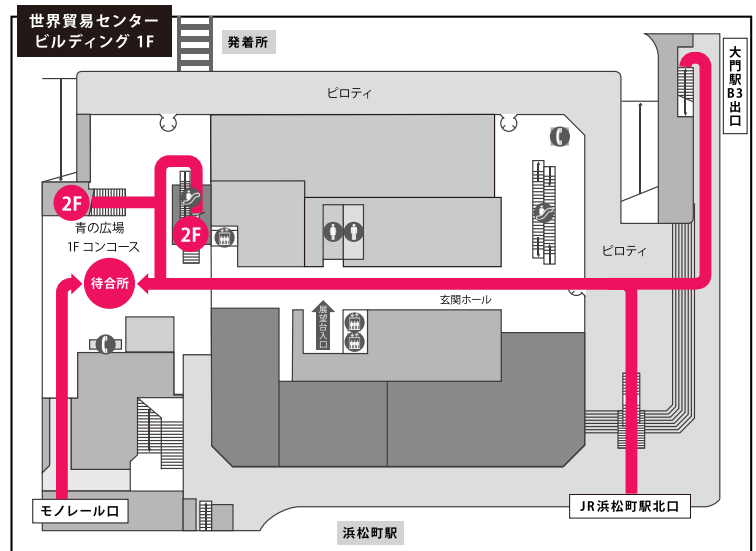 世界貿易センター
ビルディング 1F
発着所
大門駅B3出口
ピロティ
2F
2F
青の広場
1F コンコース
ピロティ
待合所
玄関ホール
展望台入口
モノレール口
JR浜松町駅北口
浜松町駅